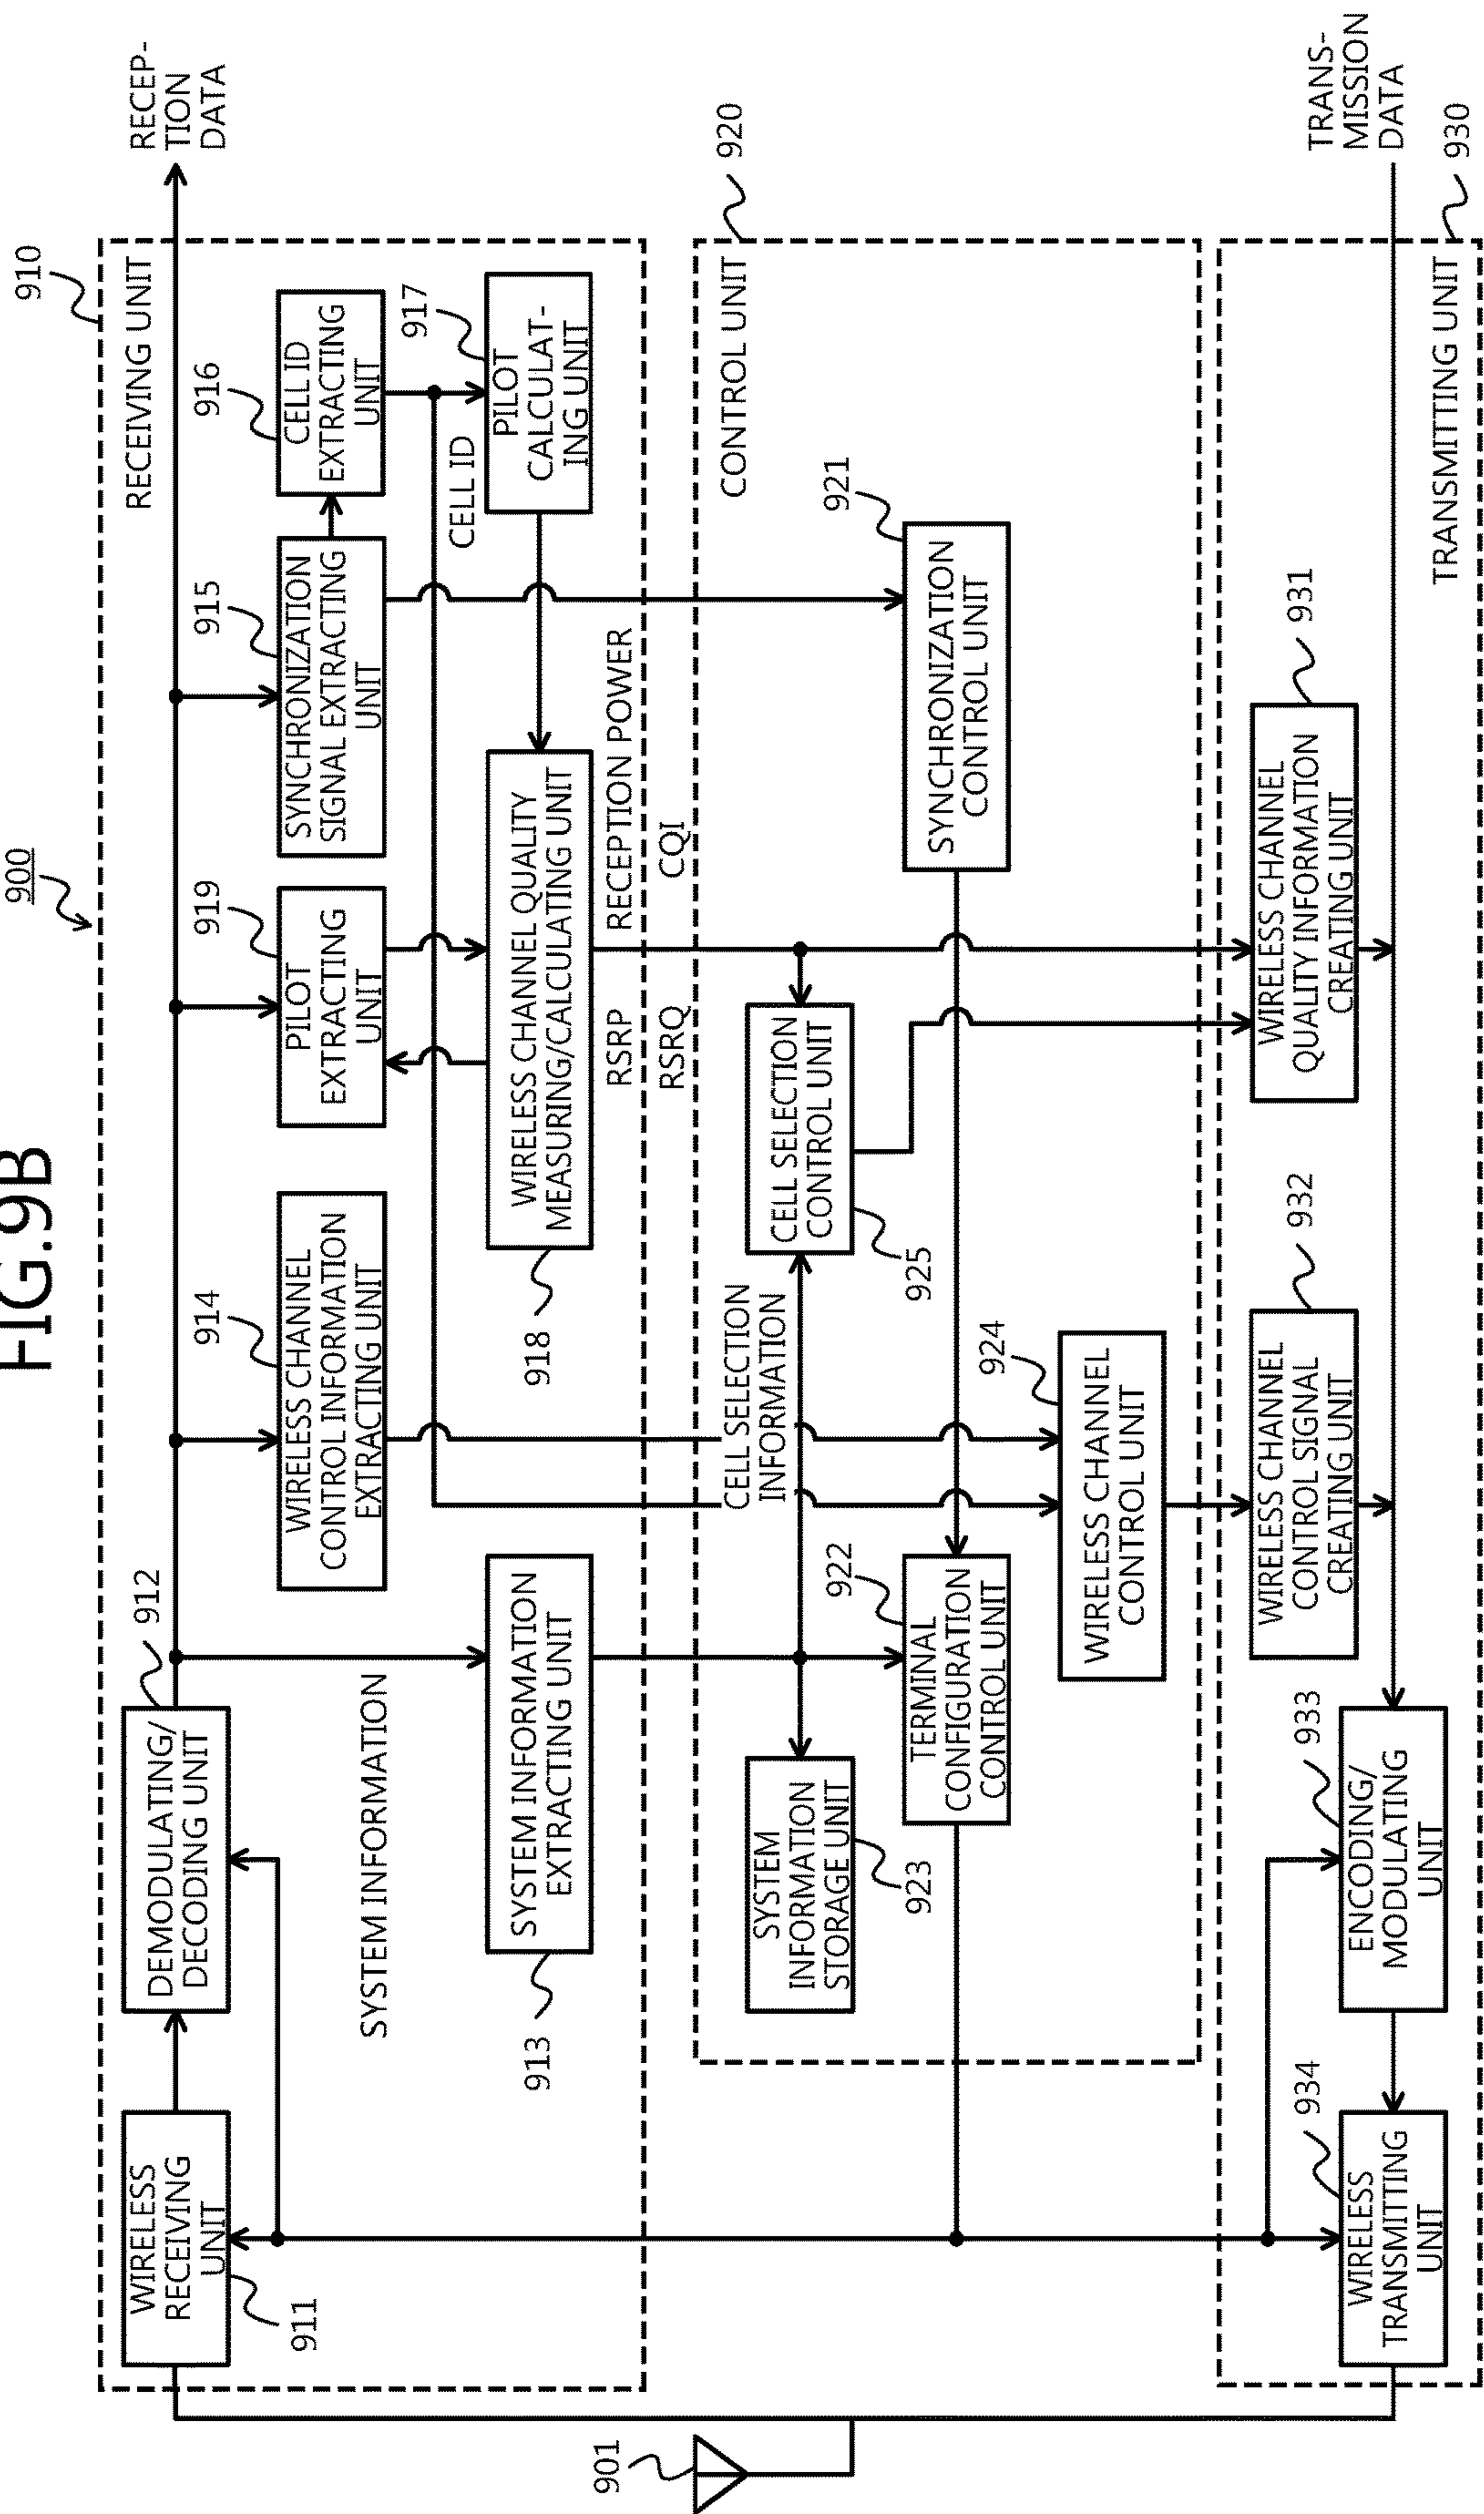 FIG.9B
900
910
RECEIVING UNIT
RECEP-
TION
DATA
WIRELESS
RECEIVING
UNIT
911
DEMODULATING/
DECODING UNIT
912
SYSTEM INFORMATION
SYSTEM INFORMATION
EXTRACTING UNIT
913
WIRELESS CHANNEL
CONTROL INFORMATION
EXTRACTING UNIT
914
PILOT
EXTRACTING
UNIT
919
SYNCHRONIZATION
SIGNAL EXTRACTING
UNIT
915
CELL ID
EXTRACTING
UNIT
916
CELL ID
PILOT
CALCULAT-
ING UNIT
917
WIRELESS CHANNEL QUALITY
MEASURING/CALCULATING UNIT
918
RSRP
RECEPTION POWER
RSRQ
CQI
901
CONTROL UNIT
920
CELL SELECTION
INFORMATION
SYSTEM
INFORMATION
STORAGE UNIT
923
CELL SELECTION
CONTROL UNIT
925
TERMINAL
CONFIGURATION
CONTROL UNIT
922
SYNCHRONIZATION
CONTROL UNIT
921
WIRELESS CHANNEL
CONTROL UNIT
924
WIRELESS CHANNEL
CONTROL SIGNAL
CREATING UNIT
932
WIRELESS CHANNEL
QUALITY INFORMATION
CREATING UNIT
931
WIRELESS
TRANSMITTING
UNIT
934
ENCODING/
MODULATING
UNIT
933
TRANS-
MISSION
DATA
TRANSMITTING UNIT
930